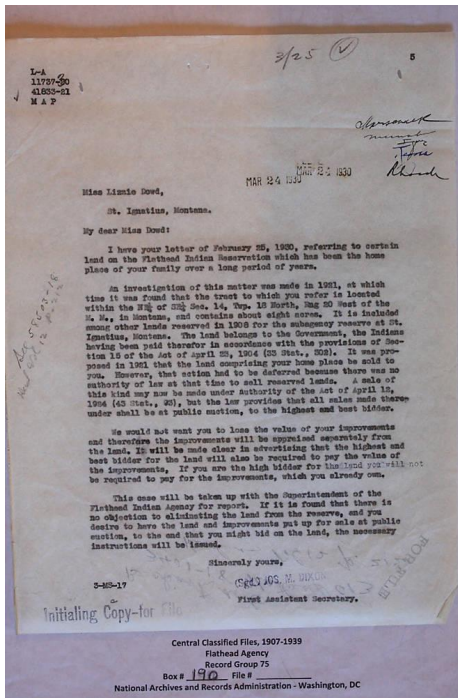 3/25
5
L-A
11737-30
41833-21
M A P
MAR 24 1930
MAR 24 1930
Miss Lizzie Dowd,
St. Ignatius, Montana.
My dear Miss Dowd:
I have your letter of February 25, 1930, referring to certain
land on the Flathead Indian Reservation which has been the home
place of your family over a long period of years.
An investigation of this matter was made in 1921, at which
time it was found that the tract to which you refer is located
within the of Sec. 14, Twp. 18 North, Rng 20 West of the
M. M., in Montana, and contains about eight acres. It is included
among other lands reserved in 1908 for the subagency reserve at St.
Ignatius, Montana. The land belongs to the Government, the Indians
having been paid therefor in accordance with the provisions of Sec-
tion 15 of the Act of April 23, 1904 (33 Stat., 302). It was pro-
posed in 1921 that the land comprising your home place be sold to
you. However, that action had to be deferred because there was no
authority of law at that time to sell reserved lands. A sale of
this kind may now be made under authority of the Act of April 12,
1924 (43 Stat., 93), but the law provides that all sales made there-
under shall be at public auction, to the highest and best bidder.
We would not want you to lose the value of your improvements
and therefore the improvements will be appraised separately from
the land. It will be made clear in advertising that the highest and
best bidder for the land will also be required to pay the value of
the improvements. If you are the high bidder for the land you will not
be required to pay for the improvements, which you already own.
This case will be taken up with the Superintendent of the
Flathead Indian Agency for report. If it is found that there is
no objection to eliminating the land from the reserve, and you
desire to have the land and improvements put up for sale at public
auction, to the end that you might bid on the land, the necessary
instructions will be issued.
Sincerely yours,
JOS. M. DIXON
3-MS-17
First Assistant Secretary.
Initialing Copy-for File
FOR FILE
Central Classified Files, 1907-1939
Flathead Agency
Record Group 75
Box # 190 File #
National Archives and Records Administration - Washington, DC